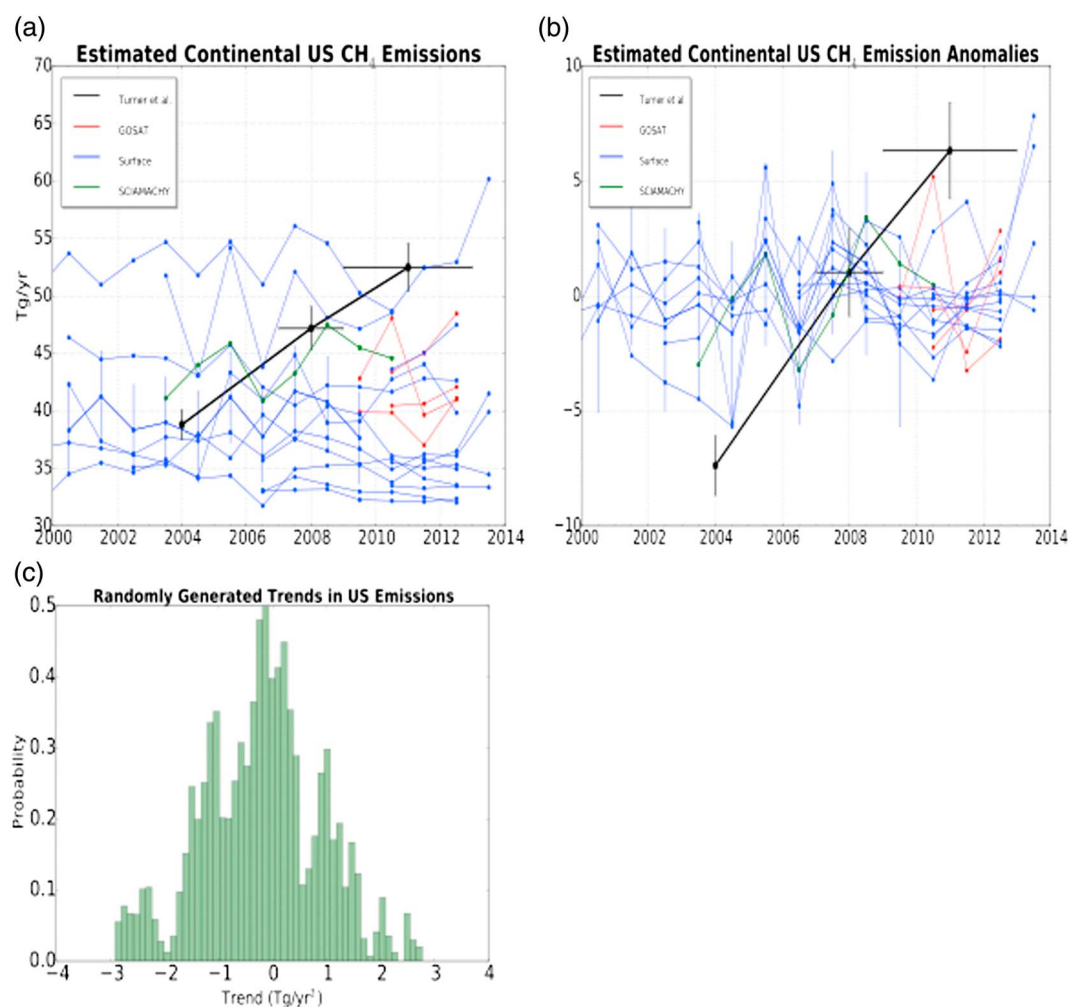 (a)
Estimated Continental US CH4 Emissions
70
65
60
55
50
45
40
35
30
Tg/yr
Turner et al.
GOSAT
Surface
SCIAMACHY
2000 2002 2004 2006 2008 2010 2012 2014
(b)
Estimated Continental US CH4 Emission Anomalies
10
5
0
−5
−10
Turner et al
GOSAT
Surface
SCIAMACHY
2000 2002 2004 2006 2008 2010 2012 2014
(c)
Randomly Generated Trends in US Emissions
0.5
0.4
0.3
0.2
0.1
0.0
Probability
−4 −3 −2 −1 0 1 2 3 4
Trend (Tg/yr²)